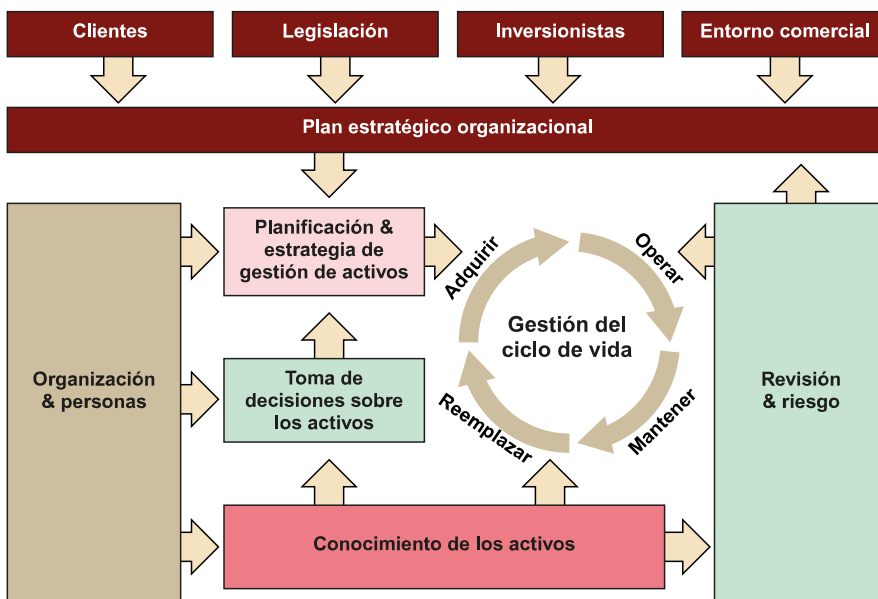 Clientes
Legislación
Inversionistas
Entorno comercial
Plan estratégico organizacional
Planificación &
estrategia de
gestión de activos
Adquirir
Operar
Gestión del
ciclo de vida
Organización
& personas
Toma de
decisiones sobre
los activos
Reemplazar
Mantener
Revisión
& riesgo
Conocimiento de los activos